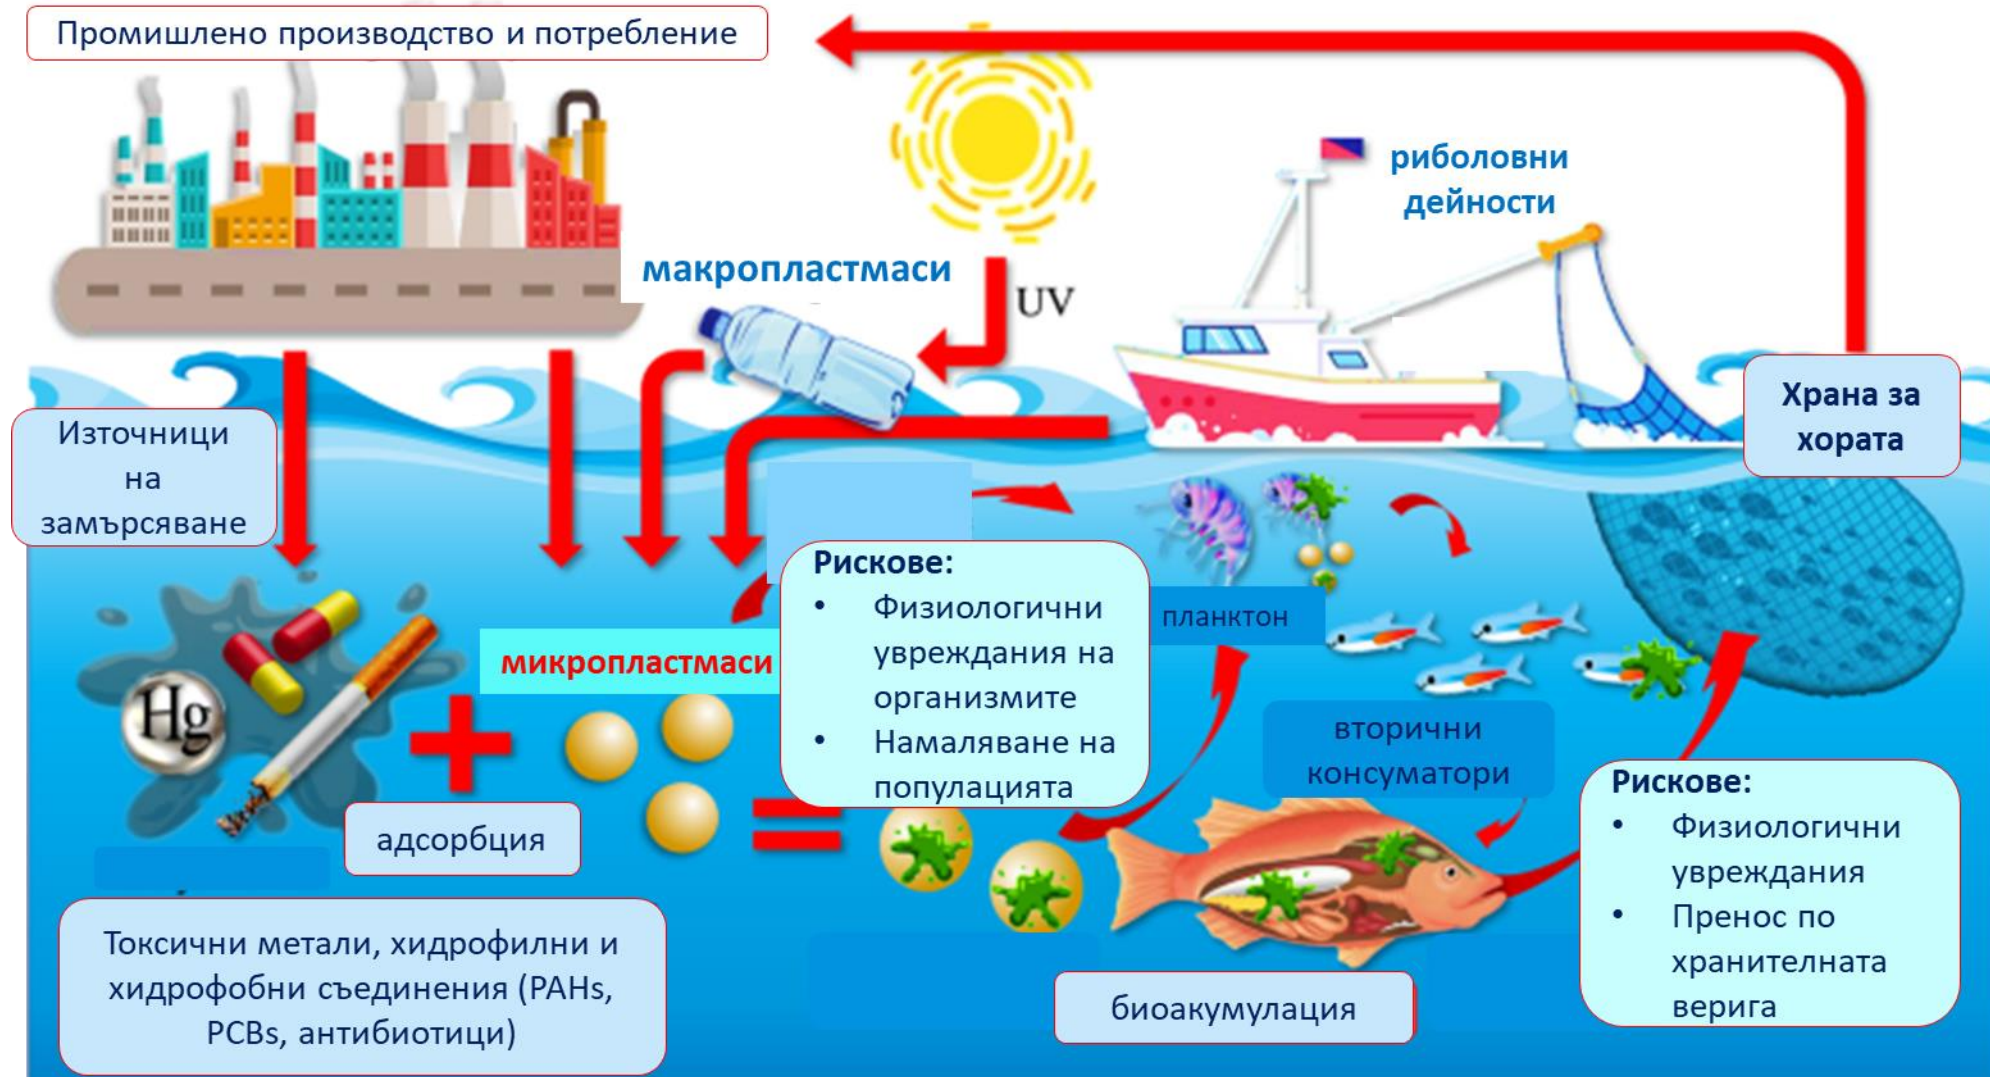 Промишлено производство и потребление
риболовни
дейности
макропластмаси
UV
Храна за
хората
Източници
на
замърсяване
Рискове:
• Физиологични
увреждания на
организмите
• Намаляване на
популацията
планктон
микропластмаси
Hg
вторични
консуматори
адсорбция
Рискове:
• Физиологични
увреждания
• Пренос по
хранителната
верига
Токсични метали, хидрофилни и
хидрофобни съединения (PAHs,
PCBs, антибиотици)
биоакумулация